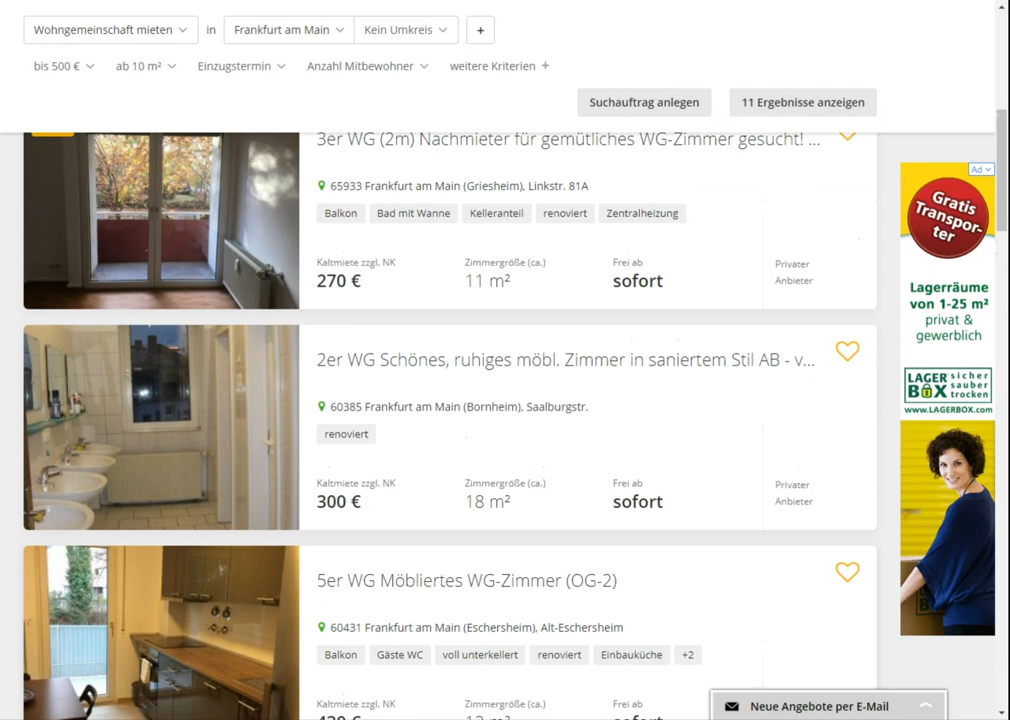 Wohngemeinschaft mieten in Frankfurt am Main Kein Umkreis +
bis 500 € ab 10 m² Einzugstermin Anzahl Mitbewohner weitere Kriterien +
Suchauftrag anlegen 11 Ergebnisse anzeigen
3er WG (2m) Nachmieter für gemütliches WG-Zimmer gesucht! ...
65933 Frankfurt am Main (Griesheim), Linkstr. 81A
Balkon Bad mit Wanne Kelleranteil renoviert Zentralheizung
Kaltmiete zzgl. NK Zimmergröße (ca.) Frei ab
270 € 11 m² sofort
Privater
Anbieter
2er WG Schönes, ruhiges möbl. Zimmer in saniertem Stil AB - v...
60385 Frankfurt am Main (Bornheim), Saalburgstr.
renoviert
Kaltmiete zzgl. NK Zimmergröße (ca.) Frei ab
300 € 18 m² sofort
Privater
Anbieter
5er WG Möbliertes WG-Zimmer (OG-2)
60431 Frankfurt am Main (Eschersheim), Alt-Eschersheim
Balkon Gäste WC voll unterkellert renoviert Einbauküche +2
Kaltmiete zzgl. NK Zimmergröße (ca.) Frei ab
Ad
Gratis
Transpor-
ter
Lagerräume
von 1-25 m²
privat &
gewerblich
LAGER BOX
sicher
sauber
trocken
www.LAGERBOX.com
Neue Angebote per E-Mail